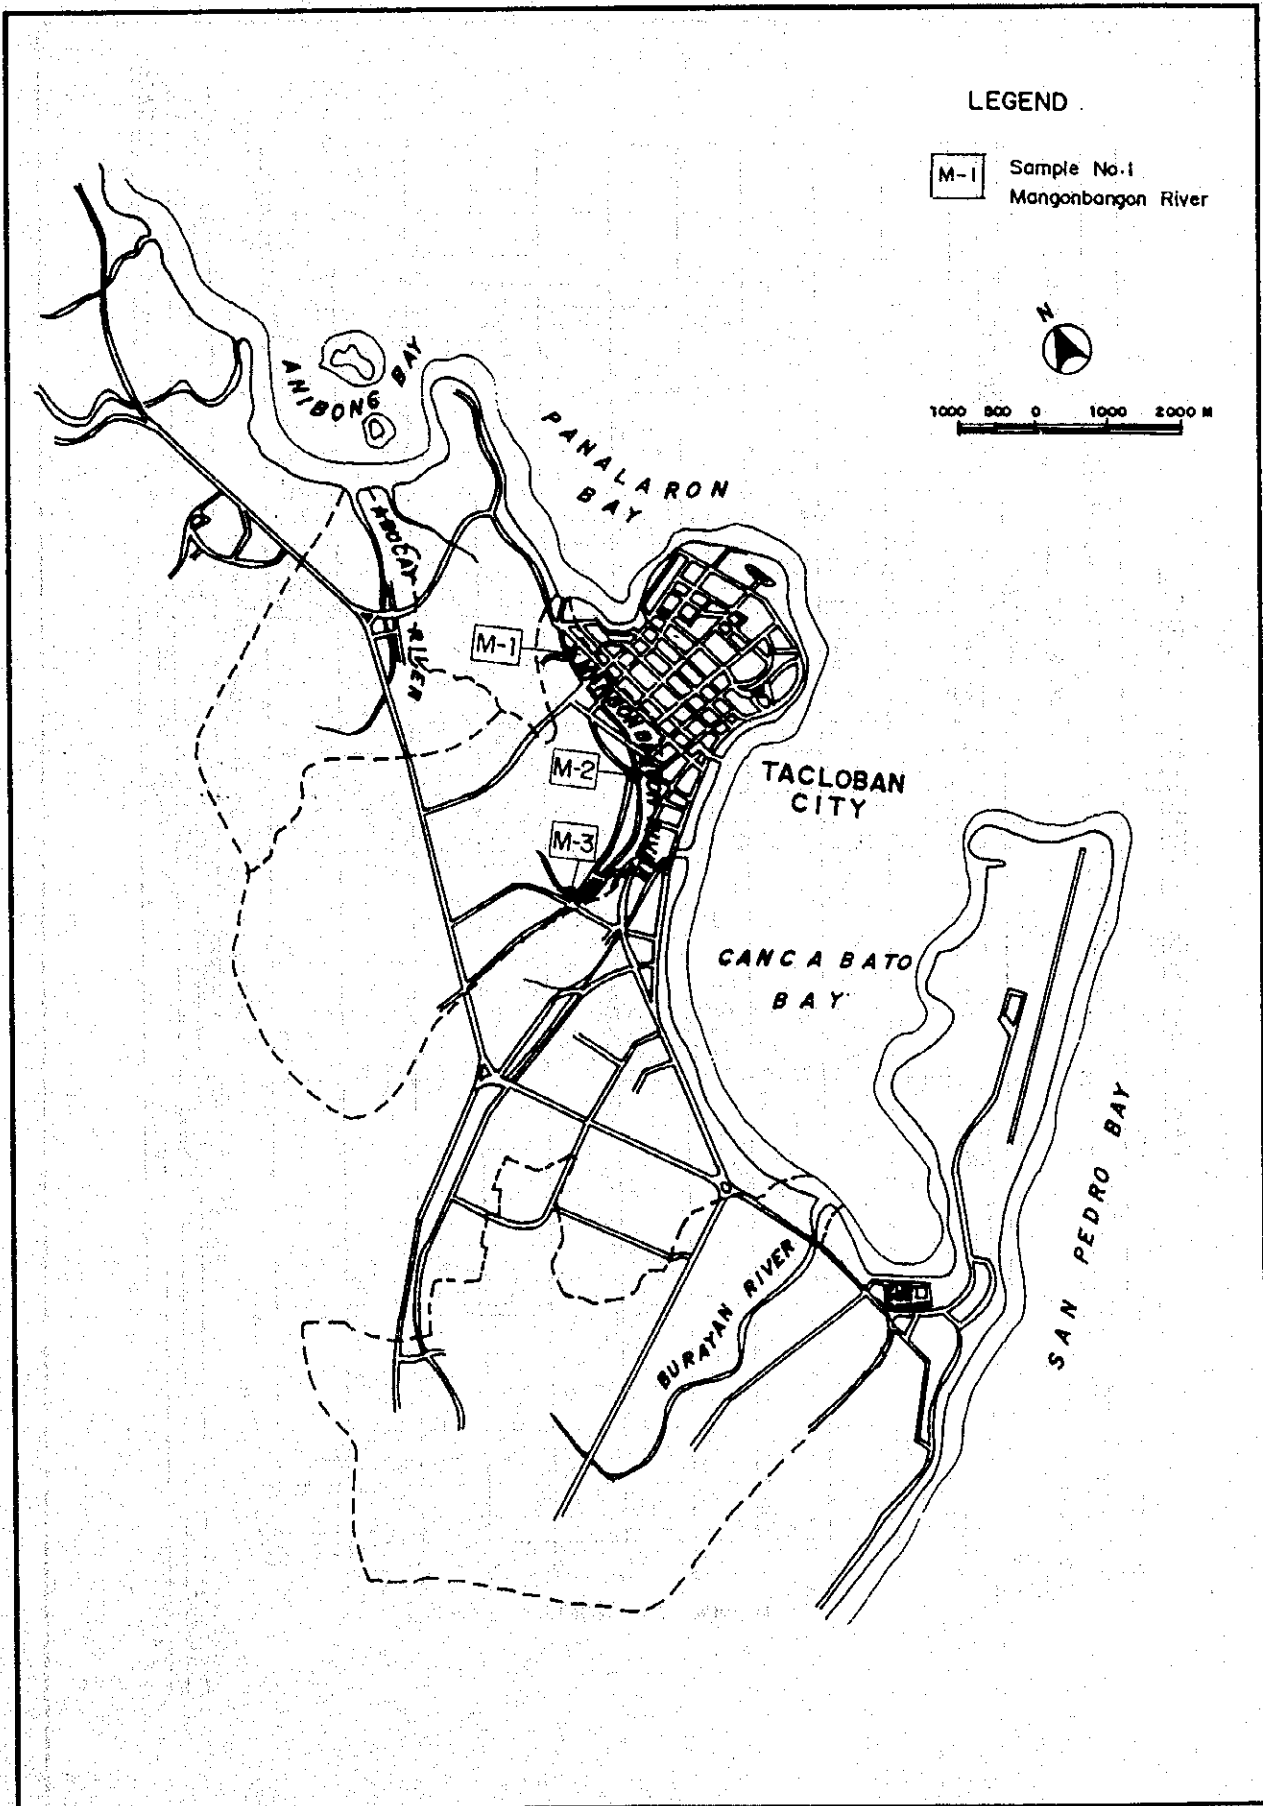 LEGEND
M-1
Sample No.1
Mangonbangon River
N
1000 500 0 1000 2000 M
ANIBONG BAY
PANALARON
BAY
RIVER
M-1
M-2
TACLOBAN
CITY
M-3
CANCABATO
BAY
SAN PEDRO BAY
BURAYAN RIVER